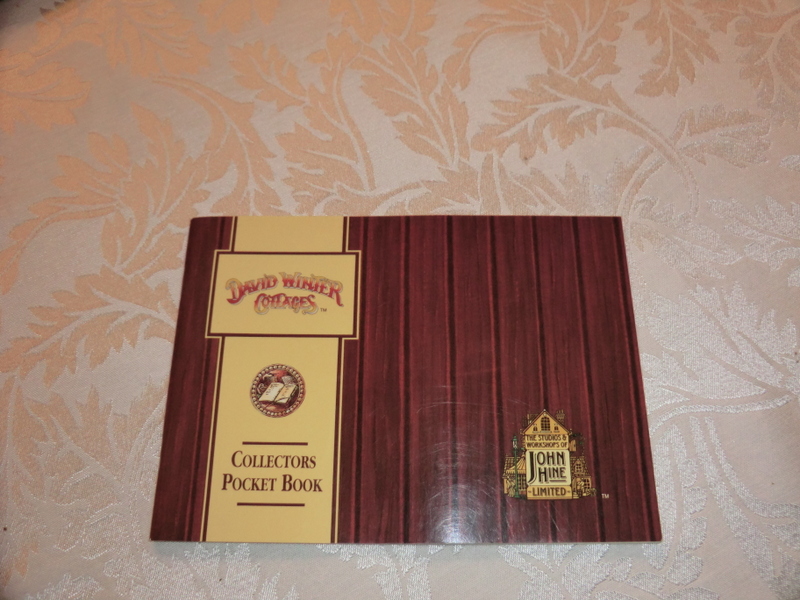 DAVID WINTER
COTTAGES ™
COLLECTORS
POCKET BOOK
THE STUDIOS &
WORKSHOPS OF
JOHN
HINE
LIMITED
™